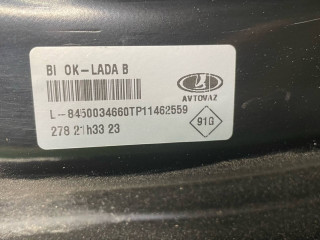 BI OK-LADA B
AVTOVAZ
L-8450034660TP11462559
91G
278 21h33 23